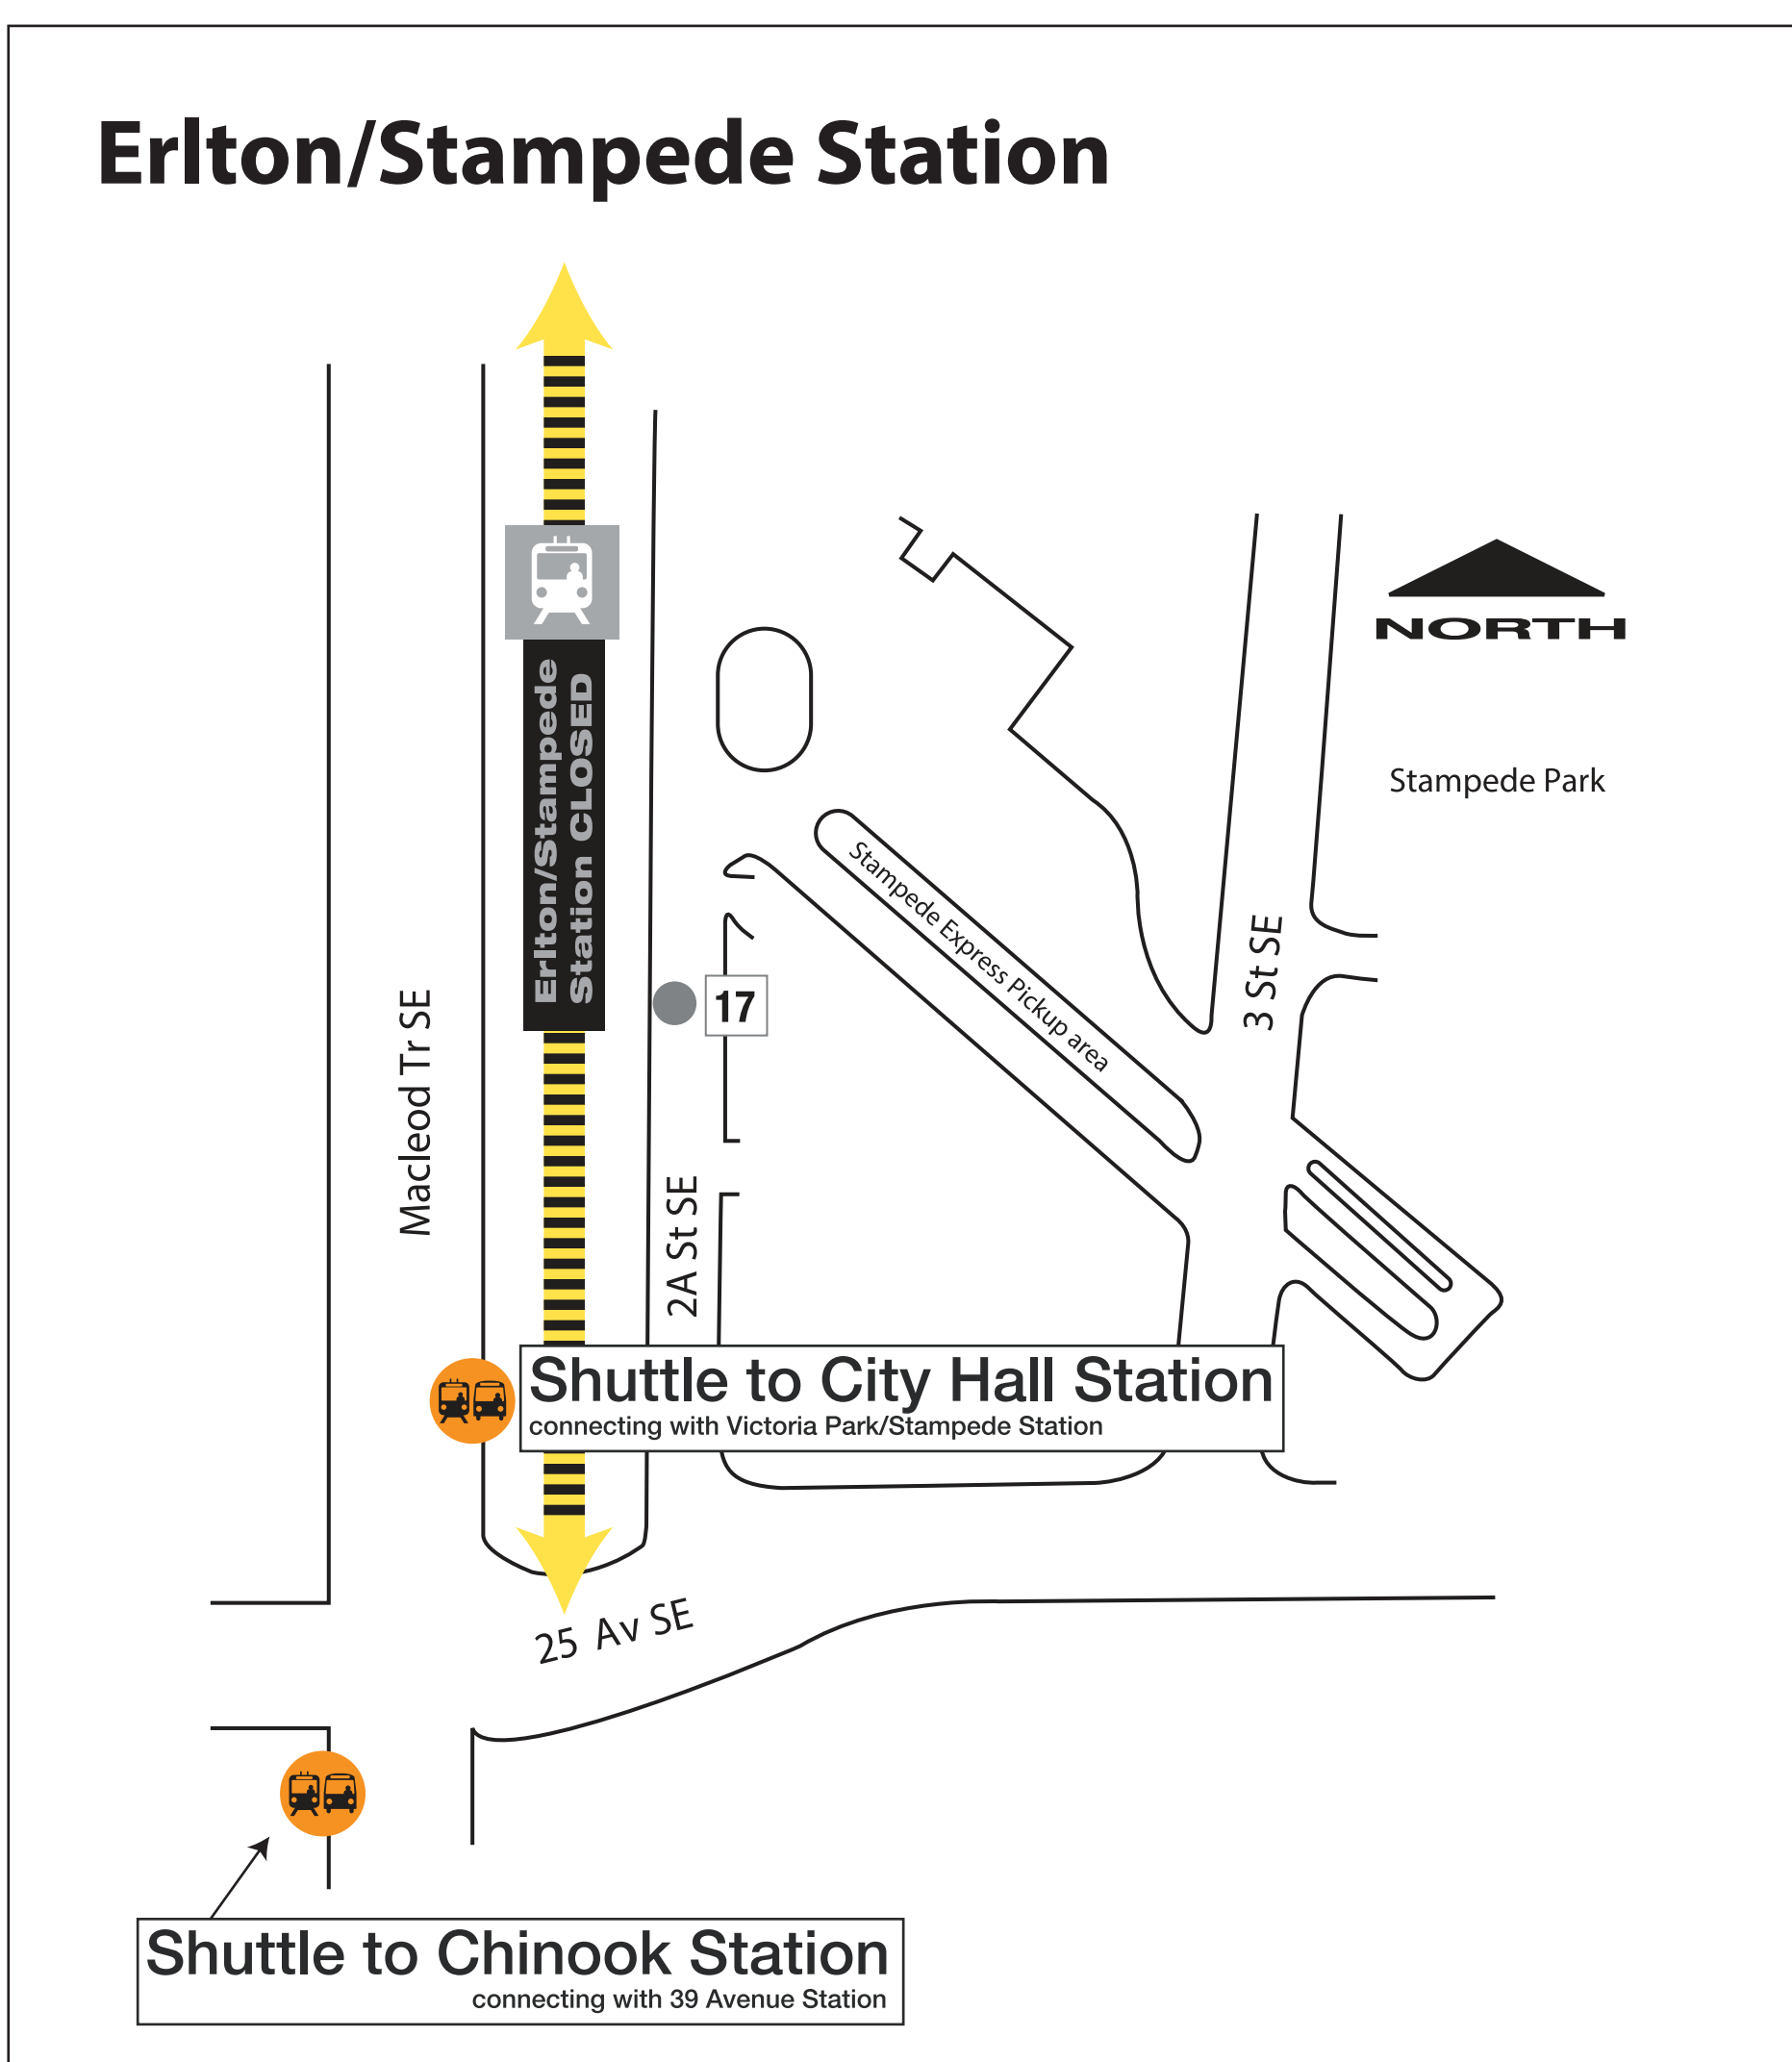 Erlton/Stampede Station
NORTH
Stampede Park
Erlton/Stampede
Station CLOSED
Stampede Express Pickup area
3 St SE
17
Macleod Tr SE
2A St SE
Shuttle to City Hall Station
connecting with Victoria Park/Stampede Station
25 Av SE
Shuttle to Chinook Station
connecting with 39 Avenue Station